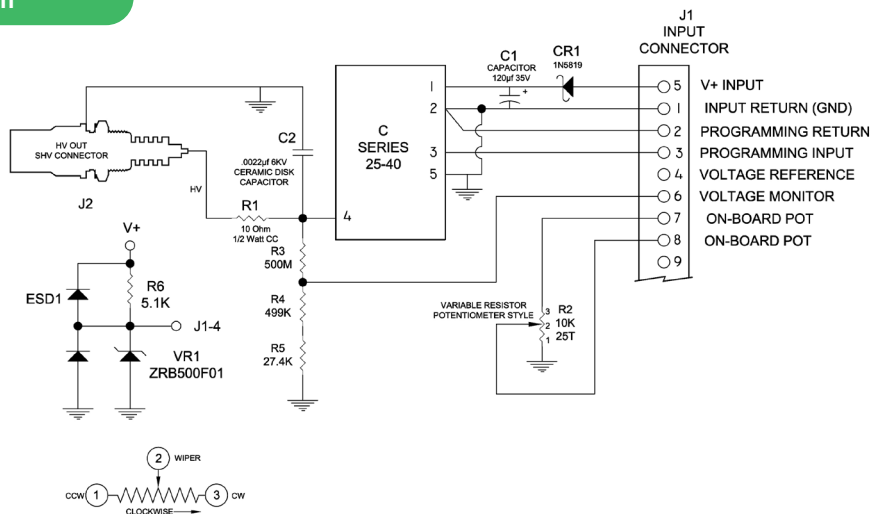 J1
INPUT
CONNECTOR
C1
CAPACITOR
120µf 35V
+
CR1
1N5819
5 V+ INPUT
1 INPUT RETURN (GND)
2 PROGRAMMING RETURN
3 PROGRAMMING INPUT
4 VOLTAGE REFERENCE
6 VOLTAGE MONITOR
7 ON-BOARD POT
8 ON-BOARD POT
9
C
SERIES
25-40
1
2
3
5
4
C2
.0022µf 6KV
CERAMIC DISK
CAPACITOR
HV OUT
SHV CONNECTOR
J2
HV
R1
10 Ohm
1/2 Watt CC
R3
500M
R4
499K
R5
27.4K
VARIABLE RESISTOR
POTENTIOMETER STYLE
3
2
1
R2
10K
25T
V+
R6
5.1K
ESD1
J1-4
VR1
ZRB500F01
2 WIPER
CCW 1
3 CW
CLOCKWISE